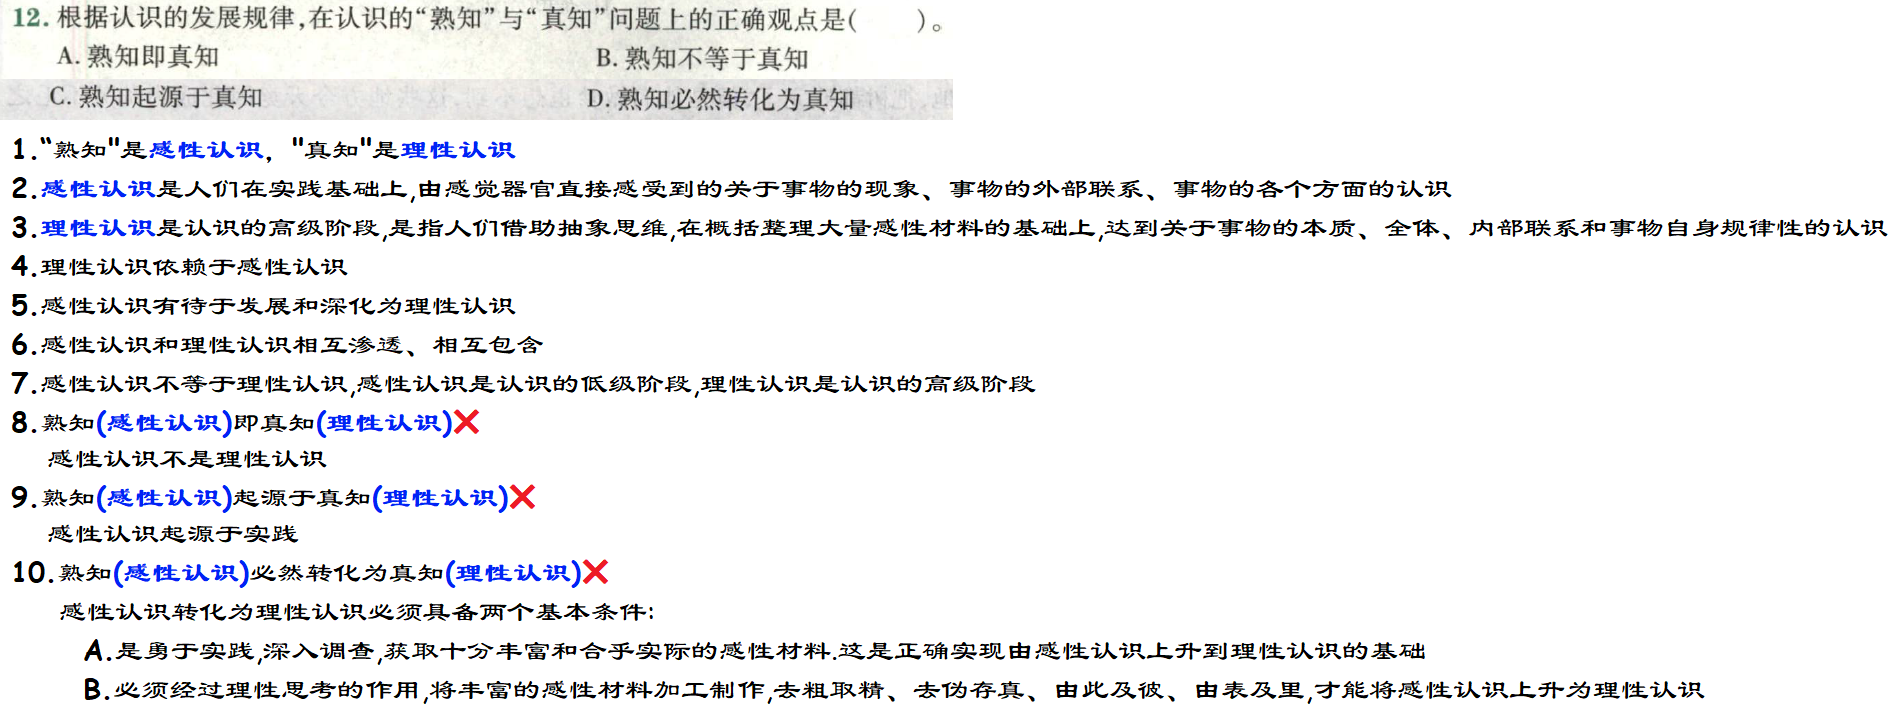 12. 根据认识的发展规律,在认识的“熟知”与“真知”问题上的正确观点是(　　)。
A. 熟知即真知　B. 熟知不等于真知
C. 熟知起源于真知　D. 熟知必然转化为真知
1.“熟知"是感性认识，"真知"是理性认识
2.感性认识是人们在实践基础上,由感觉器官直接感受到的关于事物的现象、事物的外部联系、事物的各个方面的认识
3.理性认识是认识的高级阶段,是指人们借助抽象思维,在概括整理大量感性材料的基础上,达到关于事物的本质、全体、内部联系和事物自身规律性的认识
4.理性认识依赖于感性认识
5.感性认识有待于发展和深化为理性认识
6.感性认识和理性认识相互渗透、相互包含
7.感性认识不等于理性认识,感性认识是认识的低级阶段,理性认识是认识的高级阶段
8.熟知(感性认识)即真知(理性认识)❌
感性认识不是理性认识
9.熟知(感性认识)起源于真知(理性认识)❌
感性认识起源于实践
10.熟知(感性认识)必然转化为真知(理性认识)❌
感性认识转化为理性认识必须具备两个基本条件:
A.是勇于实践,深入调查,获取十分丰富和合乎实际的感性材料.这是正确实现由感性认识上升到理性认识的基础
B.必须经过理性思考的作用,将丰富的感性材料加工制作,去粗取精、去伪存真、由此及彼、由表及里,才能将感性认识上升为理性认识